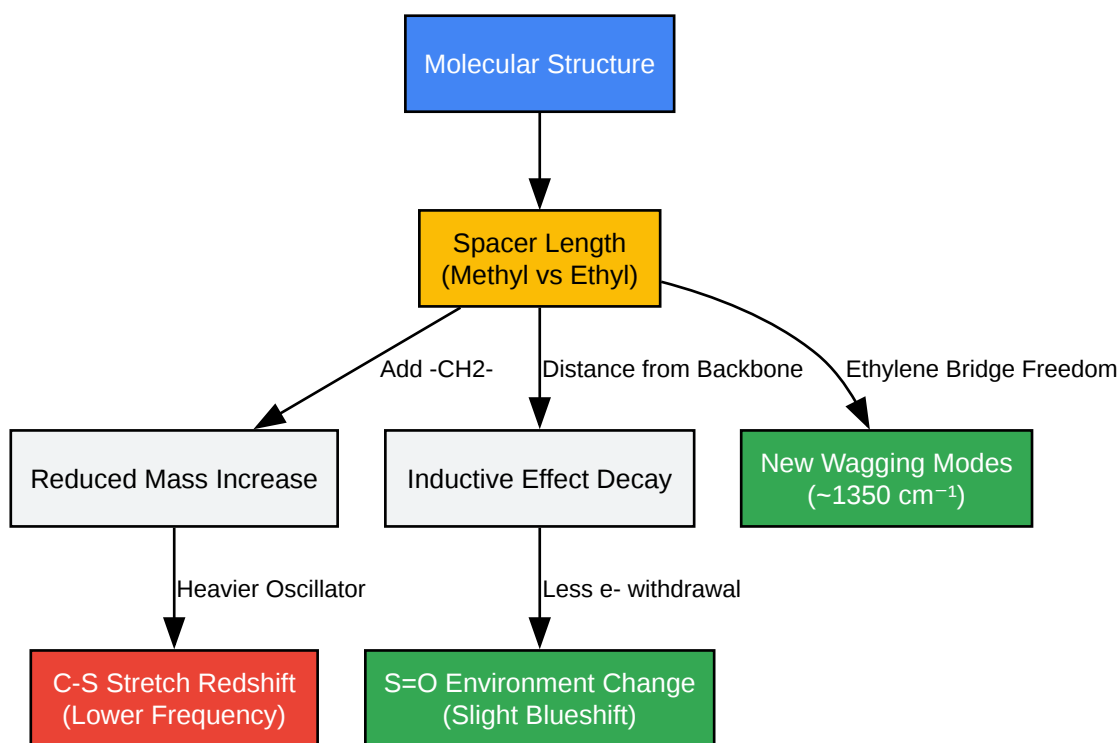 Molecular Structure
Spacer Length
(Methyl vs Ethyl)
Add -CH2-
Distance from Backbone
Ethylene Bridge Freedom
Reduced Mass Increase
Inductive Effect Decay
New Wagging Modes
(~1350 cm⁻¹)
Heavier Oscillator
Less e- withdrawal
C-S Stretch Redshift
(Lower Frequency)
S=O Environment Change
(Slight Blueshift)